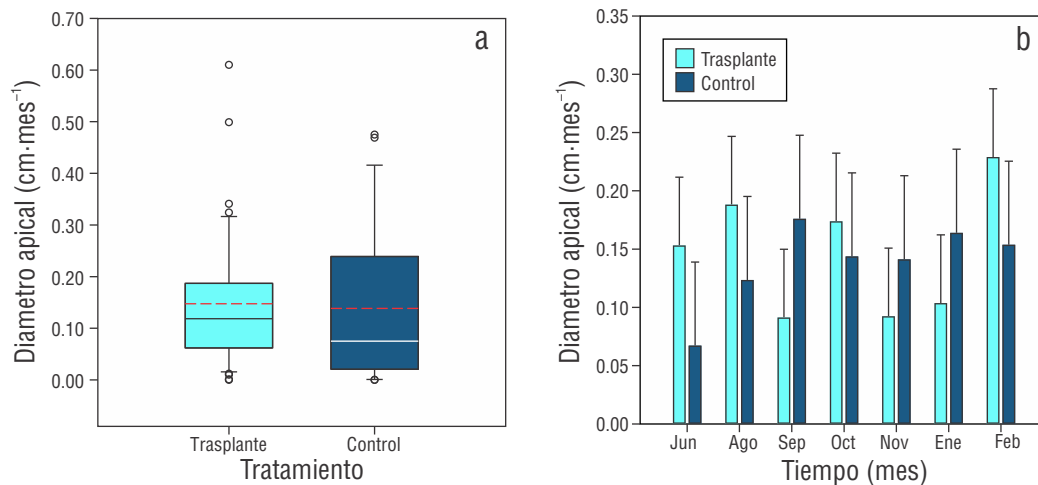 a
Diametro apical (cm·mes⁻¹)
0.70
0.60
0.50
0.40
0.30
0.20
0.10
0.00
Trasplante
Control
Tratamiento
b
Diametro apical (cm·mes⁻¹)
0.35
0.30
0.25
0.20
0.15
0.10
0.05
0.00
Trasplante
Control
Jun Ago Sep Oct Nov Ene Feb
Tiempo (mes)